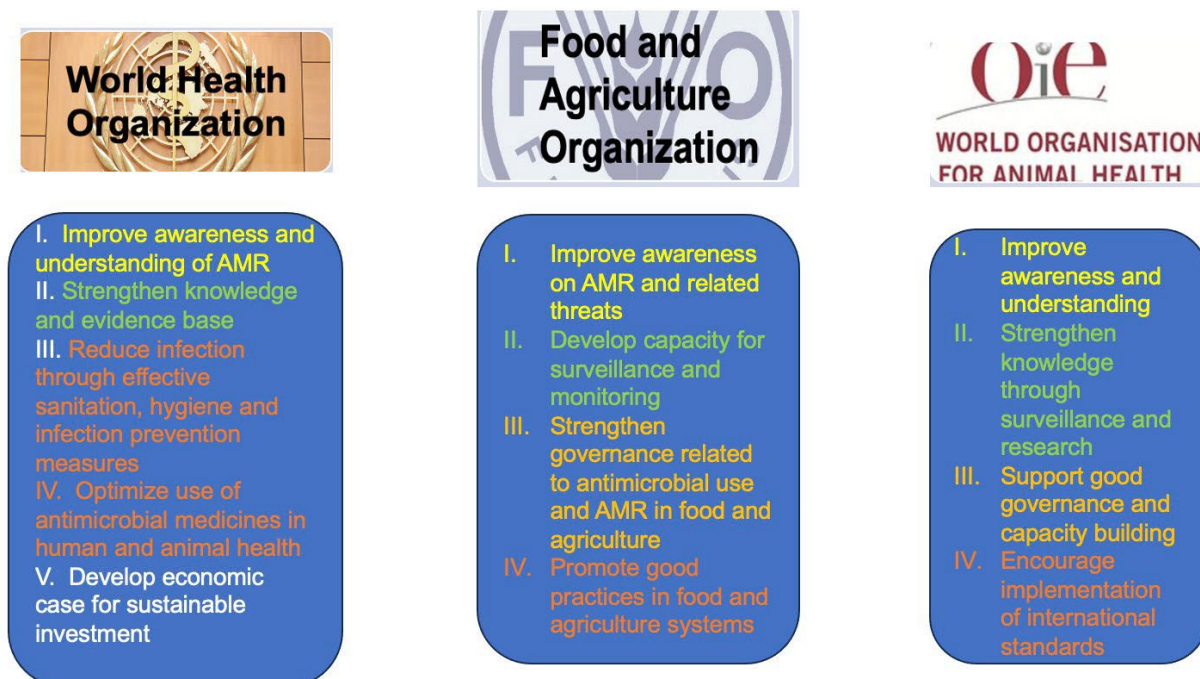 World Health
Organization
I. Improve awareness and
understanding of AMR
II. Strengthen knowledge
and evidence base
III. Reduce infection
through effective
sanitation, hygiene and
infection prevention
measures
IV. Optimize use of
antimicrobial medicines in
human and animal health
V. Develop economic
case for sustainable
investment
Food and
Agriculture
Organization
F O
I. Improve awareness
on AMR and related
threats
II. Develop capacity for
surveillance and
monitoring
III. Strengthen
governance related
to antimicrobial use
and AMR in food and
agriculture
IV. Promote good
practices in food and
agriculture systems
OiE
WORLD ORGANISATION
FOR ANIMAL HEALTH
I. Improve
awareness and
understanding
II. Strengthen
knowledge
through
surveillance and
research
III. Support good
governance and
capacity building
IV. Encourage
implementation
of international
standards